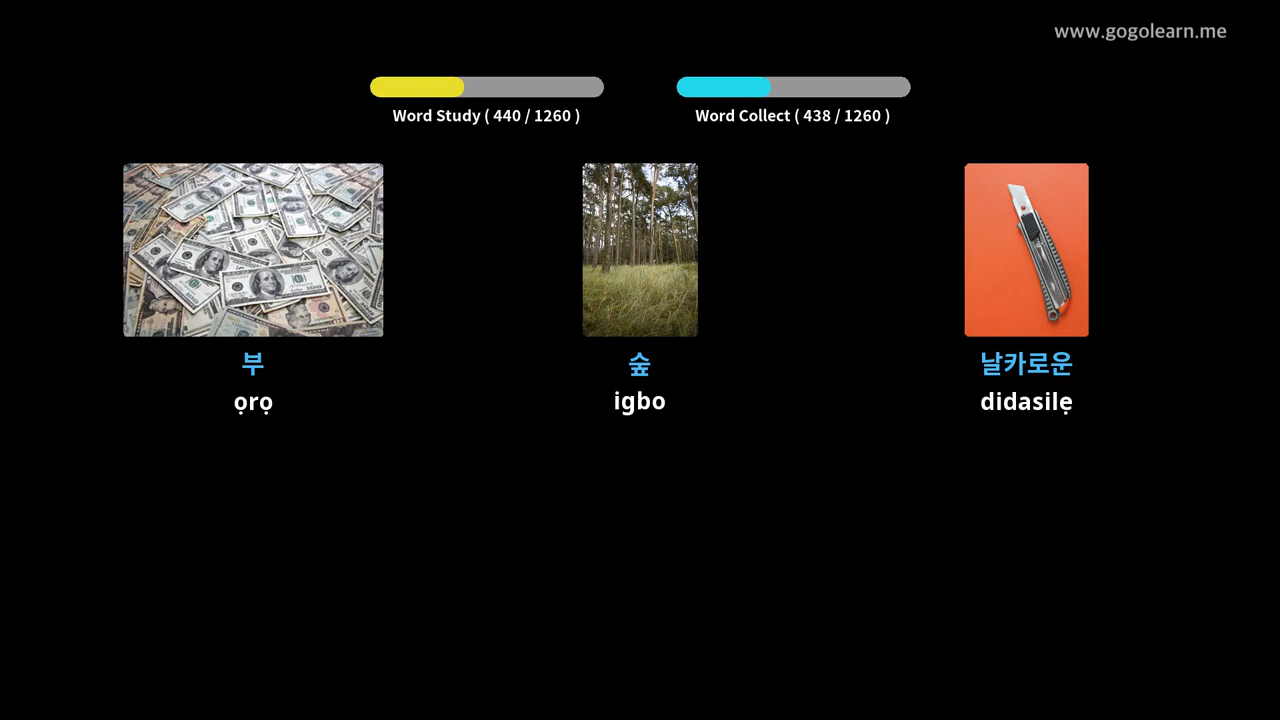 www.gogolearn.me
Word Study ( 440 / 1260 )
Word Collect ( 438 / 1260 )
부
숲
날카로운
ọrọ
igbo
didasilẹ